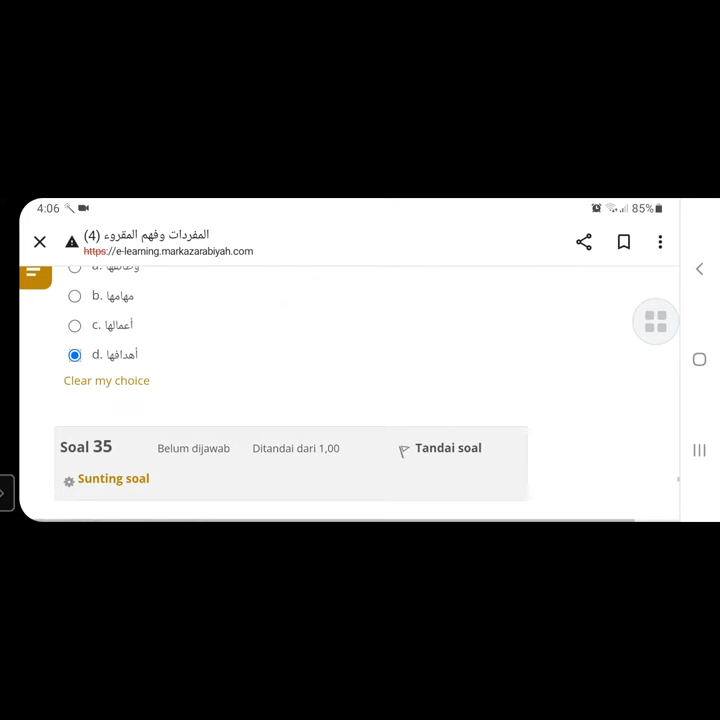 4:06 85%
المفردات وفهم المقروء (4)
https://e-learning.markazarabiyah.com
b. مهامها
c. أعمالها
d. أهدافها
Clear my choice
Soal 35 Belum dijawab Ditandai dari 1,00 Tandai soal
Sunting soal